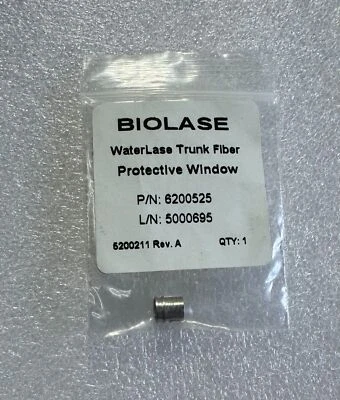 BIOLASE
WaterLase Trunk Fiber
Protective Window
P/N: 6200525
L/N: 5000695
5200211 Rev. A QTY: 1